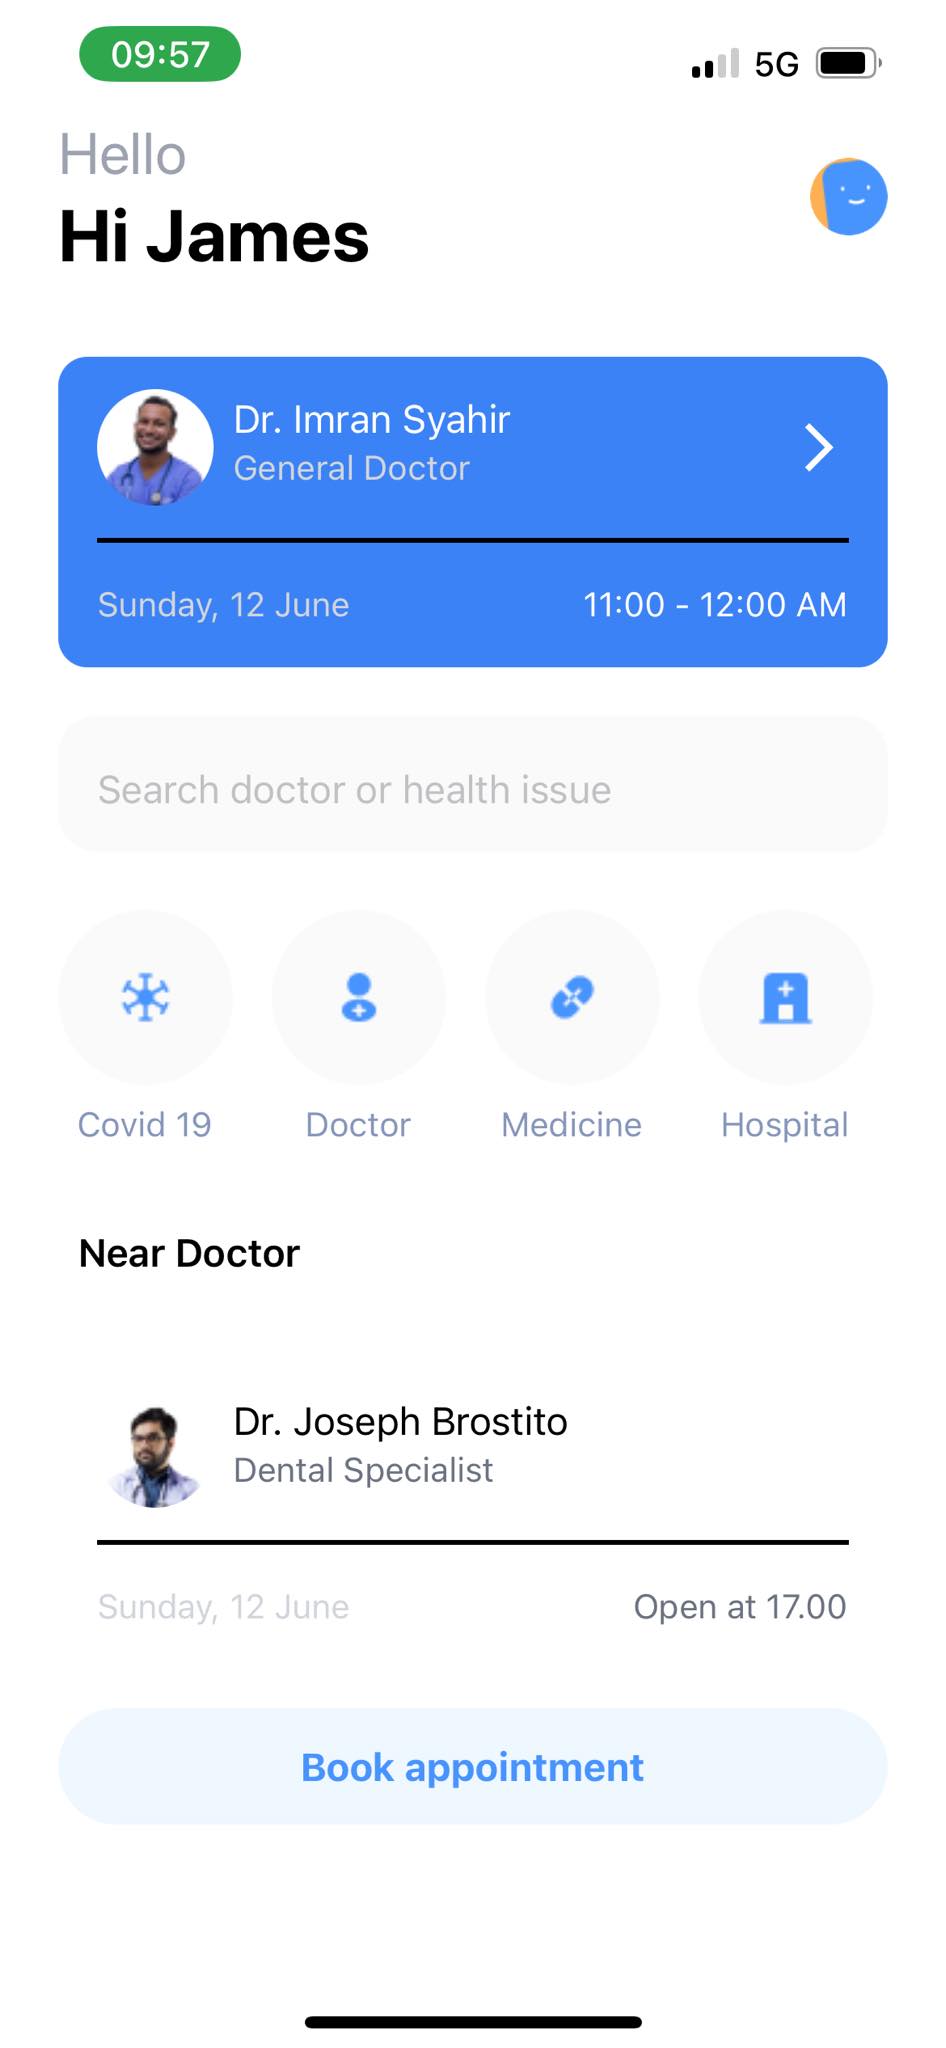 09:57
5G
Hello
Hi James
Dr. Imran Syahir
General Doctor
Sunday, 12 June
11:00 - 12:00 AM
Search doctor or health issue
Covid 19
Doctor
Medicine
Hospital
Near Doctor
Dr. Joseph Brostito
Dental Specialist
Sunday, 12 June
Open at 17.00
Book appointment